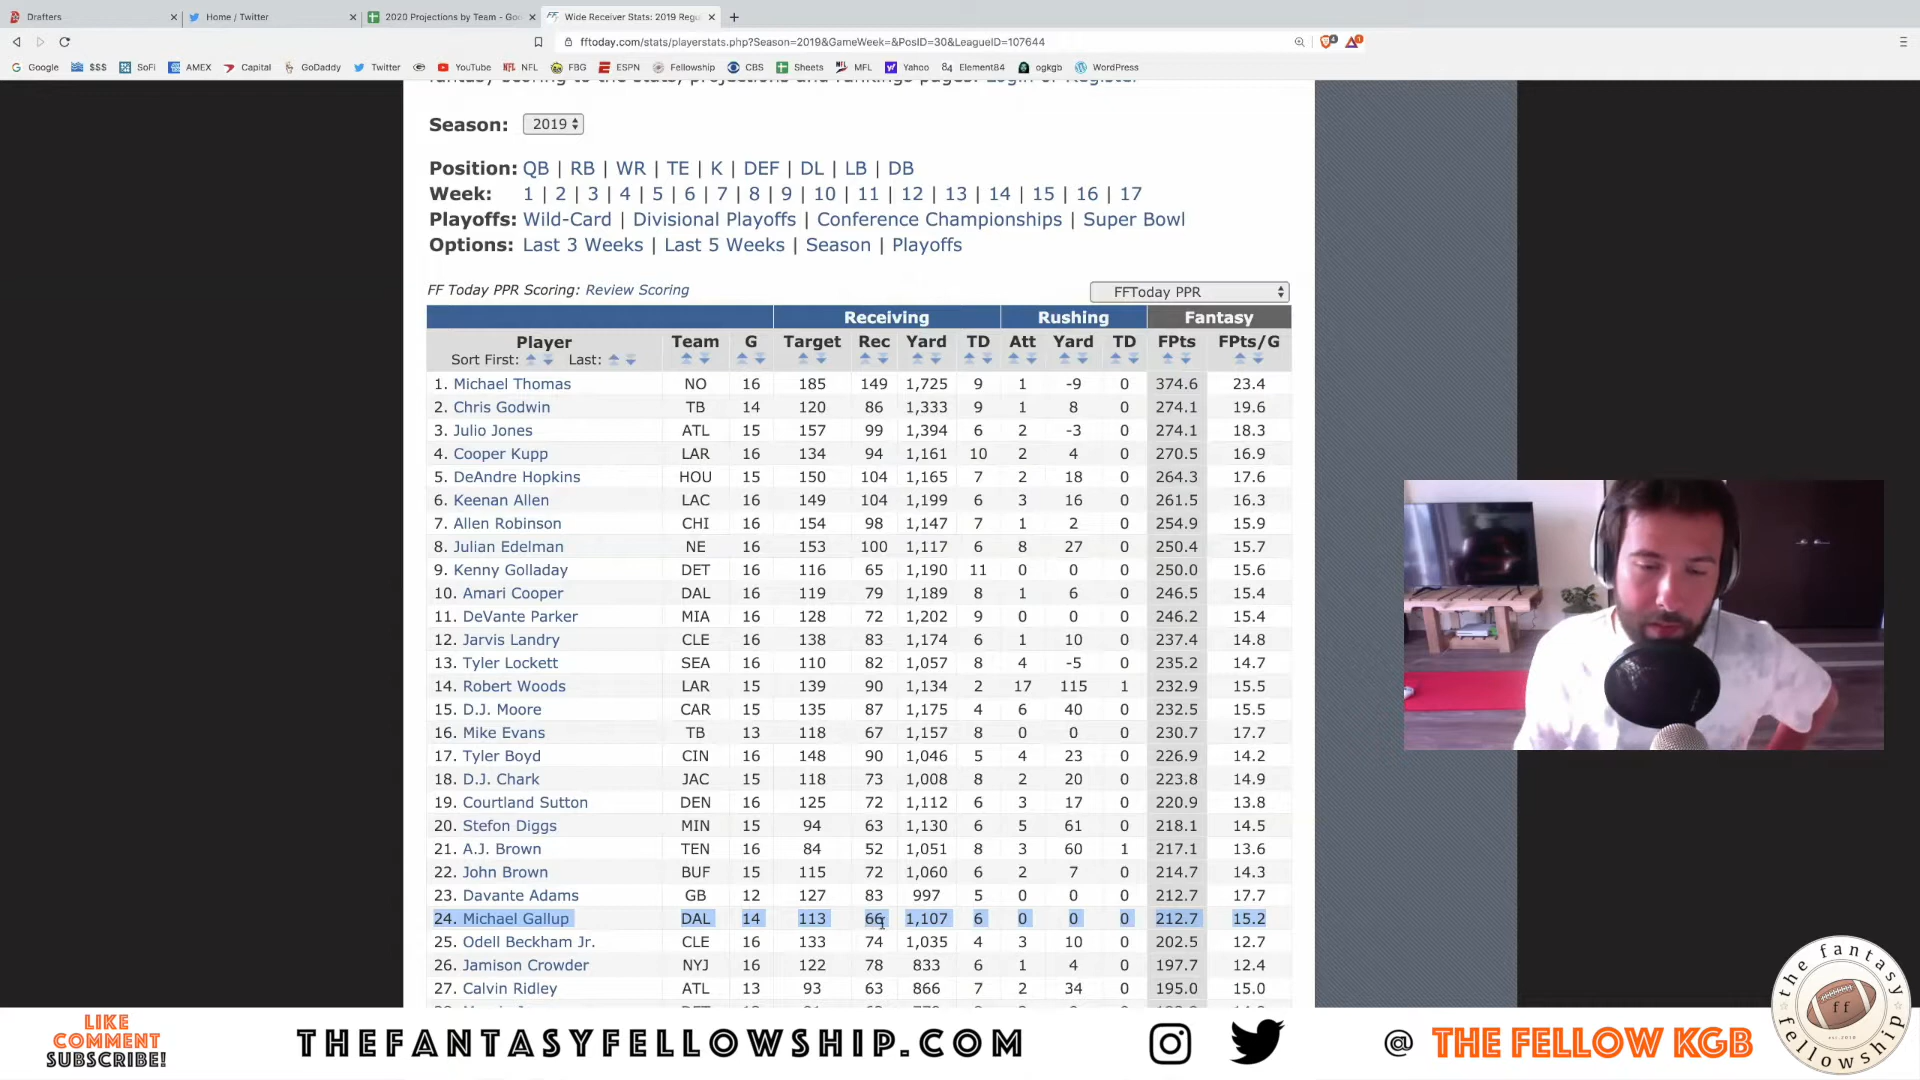 Drafters
Home / Twitter
2020 Projections by Team - Go
Wide Receiver Stats: 2019 Regu
fftoday.com/stats/playerstats.php?Season=2019&GameWeek=&PosID=30&LeagueID=107644
Google $$$ SoFi AMEX Capital GoDaddy Twitter YouTube NFL FBG ESPN Fellowship CBS Sheets MFL Yahoo Element84 ogkgb WordPress
Season: 2019
Position: QB | RB | WR | TE | K | DEF | DL | LB | DB
Week: 1 | 2 | 3 | 4 | 5 | 6 | 7 | 8 | 9 | 10 | 11 | 12 | 13 | 14 | 15 | 16 | 17
Playoffs: Wild-Card | Divisional Playoffs | Conference Championships | Super Bowl
Options: Last 3 Weeks | Last 5 Weeks | Season | Playoffs
FF Today PPR Scoring: Review Scoring FFToday PPR
Receiving Rushing Fantasy
Player Team G Target Rec Yard TD Att Yard TD FPts FPts/G
Sort First: Last:
1. Michael Thomas NO 16 185 149 1,725 9 1 -9 0 374.6 23.4
2. Chris Godwin TB 14 120 86 1,333 9 1 8 0 274.1 19.6
3. Julio Jones ATL 15 157 99 1,394 6 2 -3 0 274.1 18.3
4. Cooper Kupp LAR 16 134 94 1,161 10 2 4 0 270.5 16.9
5. DeAndre Hopkins HOU 15 150 104 1,165 7 2 18 0 264.3 17.6
6. Keenan Allen LAC 16 149 104 1,199 6 3 16 0 261.5 16.3
7. Allen Robinson CHI 16 154 98 1,147 7 1 2 0 254.9 15.9
8. Julian Edelman NE 16 153 100 1,117 6 8 27 0 250.4 15.7
9. Kenny Golladay DET 16 116 65 1,190 11 0 0 0 250.0 15.6
10. Amari Cooper DAL 16 119 79 1,189 8 1 6 0 246.5 15.4
11. DeVante Parker MIA 16 128 72 1,202 9 0 0 0 246.2 15.4
12. Jarvis Landry CLE 16 138 83 1,174 6 1 10 0 237.4 14.8
13. Tyler Lockett SEA 16 110 82 1,057 8 4 -5 0 235.2 14.7
14. Robert Woods LAR 15 139 90 1,134 2 17 115 1 232.9 15.5
15. D.J. Moore CAR 15 135 87 1,175 4 6 40 0 232.5 15.5
16. Mike Evans TB 13 118 67 1,157 8 0 0 0 230.7 17.7
17. Tyler Boyd CIN 16 148 90 1,046 5 4 23 0 226.9 14.2
18. D.J. Chark JAC 15 118 73 1,008 8 2 20 0 223.8 14.9
19. Courtland Sutton DEN 16 125 72 1,112 6 3 17 0 220.9 13.8
20. Stefon Diggs MIN 15 94 63 1,130 6 5 61 0 218.1 14.5
21. A.J. Brown TEN 16 84 52 1,051 8 3 60 1 217.1 13.6
22. John Brown BUF 15 115 72 1,060 6 2 7 0 214.7 14.3
23. Davante Adams GB 12 127 83 997 5 0 0 0 212.7 17.7
24. Michael Gallup DAL 14 113 66 1,107 6 0 0 0 212.7 15.2
25. Odell Beckham Jr. CLE 16 133 74 1,035 4 3 10 0 202.5 12.7
26. Jamison Crowder NYJ 16 122 78 833 6 1 4 0 197.7 12.4
27. Calvin Ridley ATL 13 93 63 866 7 2 34 0 195.0 15.0
LIKE
COMMENT
SUBSCRIBE!
THEFANTASYFELLOWSHIP.COM
@ THE FELLOW KGB
the fantasy
ff
fellowship